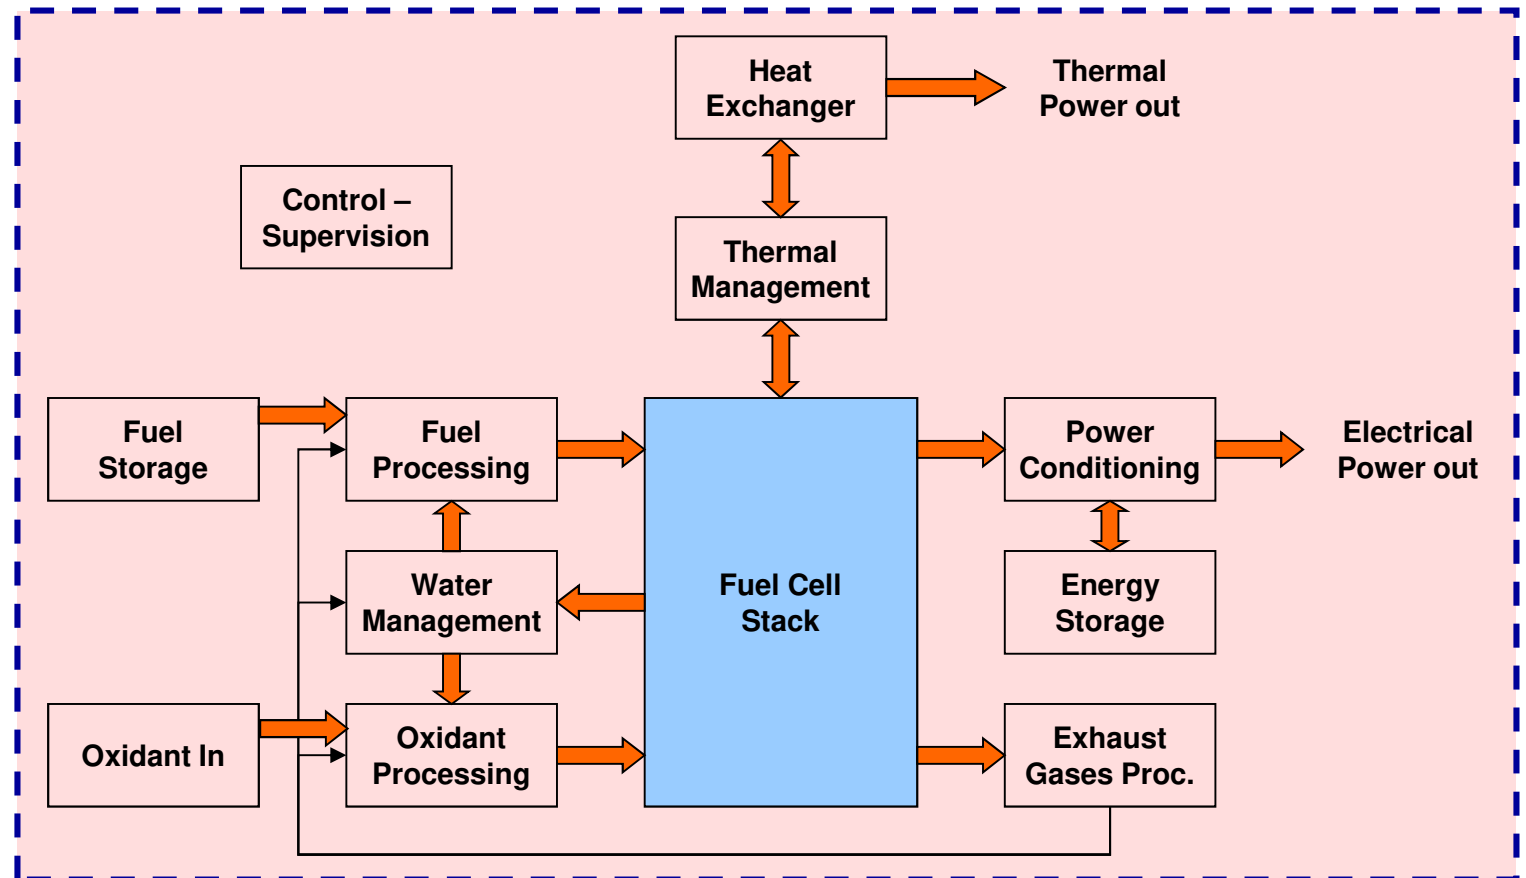 Heat
Exchanger
Thermal
Power out
Control –
Supervision
Thermal
Management
Fuel
Storage
Fuel
Processing
Power
Conditioning
Electrical
Power out
Water
Management
Fuel Cell
Stack
Energy
Storage
Oxidant In
Oxidant
Processing
Exhaust
Gases Proc.